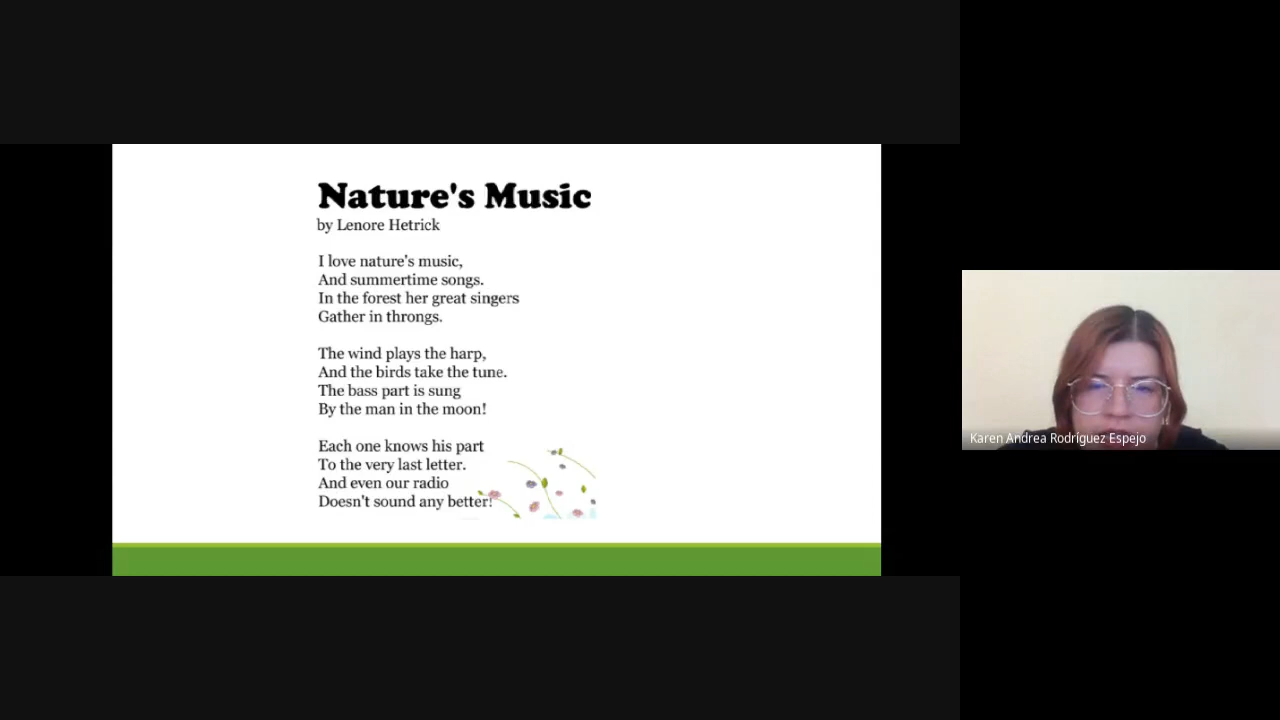 Nature's Music
by Lenore Hetrick
I love nature's music,
And summertime songs.
In the forest her great singers
Gather in throngs.
The wind plays the harp,
And the birds take the tune.
The bass part is sung
By the man in the moon!
Each one knows his part
To the very last letter.
And even our radio
Doesn't sound any better!
Karen Andrea Rodríguez Espejo